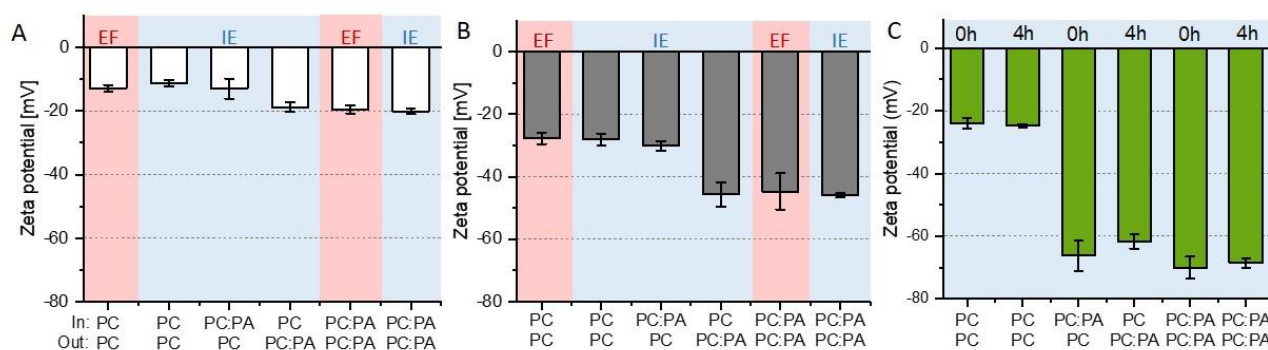 A
EF IE EF IE
Zeta potential [mV]
0
-20
-40
-60
-80
In: PC PC PC:PA PC PC:PA PC:PA
Out: PC PC PC PC:PA PC:PA PC:PA
B
EF IE EF IE
Zeta potential [mV]
0
-20
-40
-60
-80
PC PC PC:PA PC PC:PA PC:PA
PC PC PC PC:PA PC:PA PC:PA
C
0h 4h 0h 4h 0h 4h
Zeta potential (mV)
0
-20
-40
-60
-80
PC PC PC:PA PC PC:PA PC:PA
PC PC PC:PA PC:PA PC:PA PC:PA